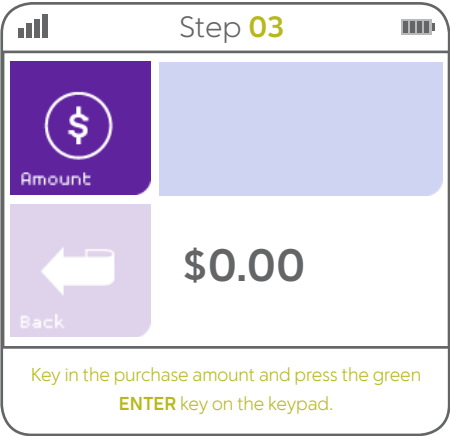 Step 03
$
Amount
Back
$0.00
Key in the purchase amount and press the green
ENTER key on the keypad.